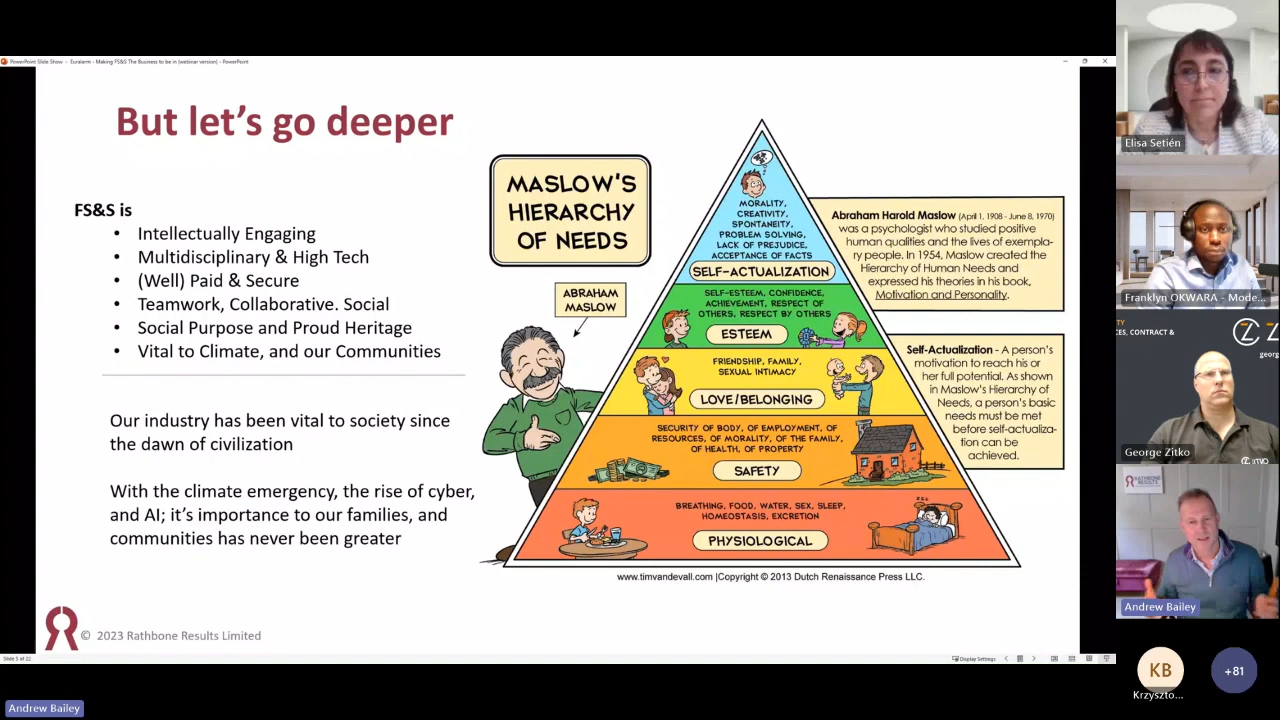 PowerPoint Slide Show - Euralarm - Making FS&S The Business to be in (webinar version) - PowerPoint
But let's go deeper
FS&S is
• Intellectually Engaging
• Multidisciplinary & High Tech
• (Well) Paid & Secure
• Teamwork, Collaborative. Social
• Social Purpose and Proud Heritage
• Vital to Climate, and our Communities
Our industry has been vital to society since
the dawn of civilization
With the climate emergency, the rise of cyber,
and AI; it's importance to our families, and
communities has never been greater
MASLOW'S
HIERARCHY
OF NEEDS
ABRAHAM
MASLOW
MORALITY,
CREATIVITY,
SPONTANEITY,
PROBLEM SOLVING,
LACK OF PREJUDICE,
ACCEPTANCE OF FACTS
SELF-ACTUALIZATION
SELF-ESTEEM, CONFIDENCE,
ACHIEVEMENT, RESPECT OF
OTHERS, RESPECT BY OTHERS
ESTEEM
FRIENDSHIP, FAMILY,
SEXUAL INTIMACY
LOVE/BELONGING
SECURITY OF BODY, OF EMPLOYMENT, OF
RESOURCES, OF MORALITY, OF THE FAMILY,
OF HEALTH, OF PROPERTY
SAFETY
BREATHING, FOOD, WATER, SEX, SLEEP,
HOMEOSTASIS, EXCRETION
PHYSIOLOGICAL
Abraham Harold Maslow (April 1, 1908 - June 8, 1970)
was a psychologist who studied positive
human qualities and the lives of exempla-
ry people. In 1954, Maslow created the
Hierarchy of Human Needs and
expressed his theories in his book,
Motivation and Personality.
Self-Actualization - A person's
motivation to reach his or
her full potential. As shown
in Maslow's Hierarchy of
Needs, a person's basic
needs must be met
before self-actualiza-
tion can be
achieved.
www.timvandevall.com | Copyright © 2013 Dutch Renaissance Press LLC.
© 2023 Rathbone Results Limited
Slide 5 of 22
Display Settings
Andrew Bailey
Elisa Setién
Franklyn OKWARA - Mode...
TY
CES, CONTRACT &
georg
George Zitko
RATHBONE
RESULTS
Andrew Bailey
KB
Krzyszto...
+81